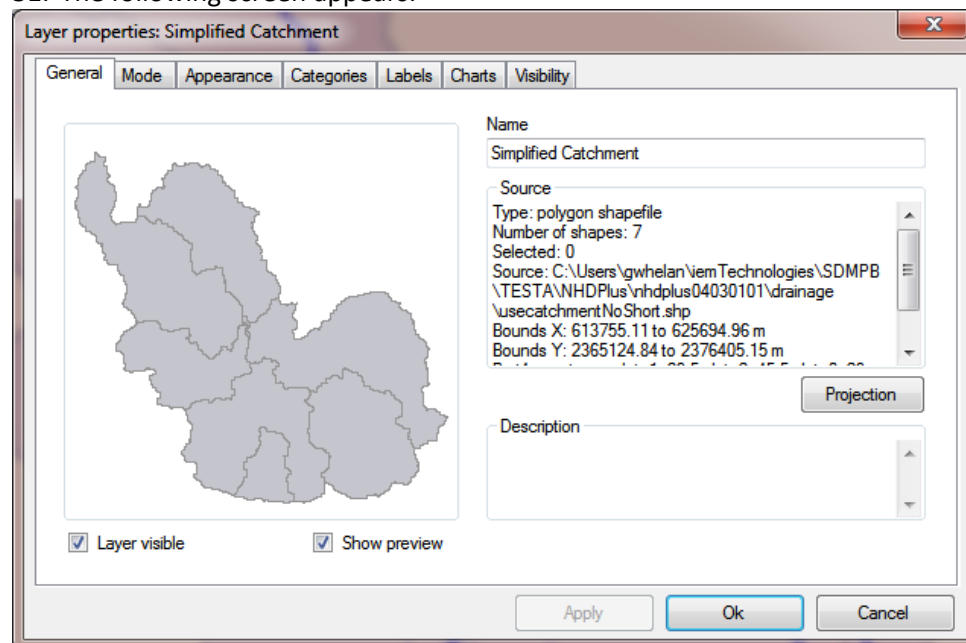 Layer properties: Simplified Catchment
General Mode Appearance Categories Labels Charts Visibility
Name
Simplified Catchment
Source
Type: polygon shapefile
Number of shapes: 7
Selected: 0
Source: C:\Users\gwhelan\iemTechnologies\SDMPB
\TESTA\NHDPlus\nhdplus04030101\drainage
\usecatchmentNoShort.shp
Bounds X: 613755.11 to 625694.96 m
Bounds Y: 2365124.84 to 2376405.15 m
Projection
Description
Layer visible
Show preview
Apply
Ok
Cancel